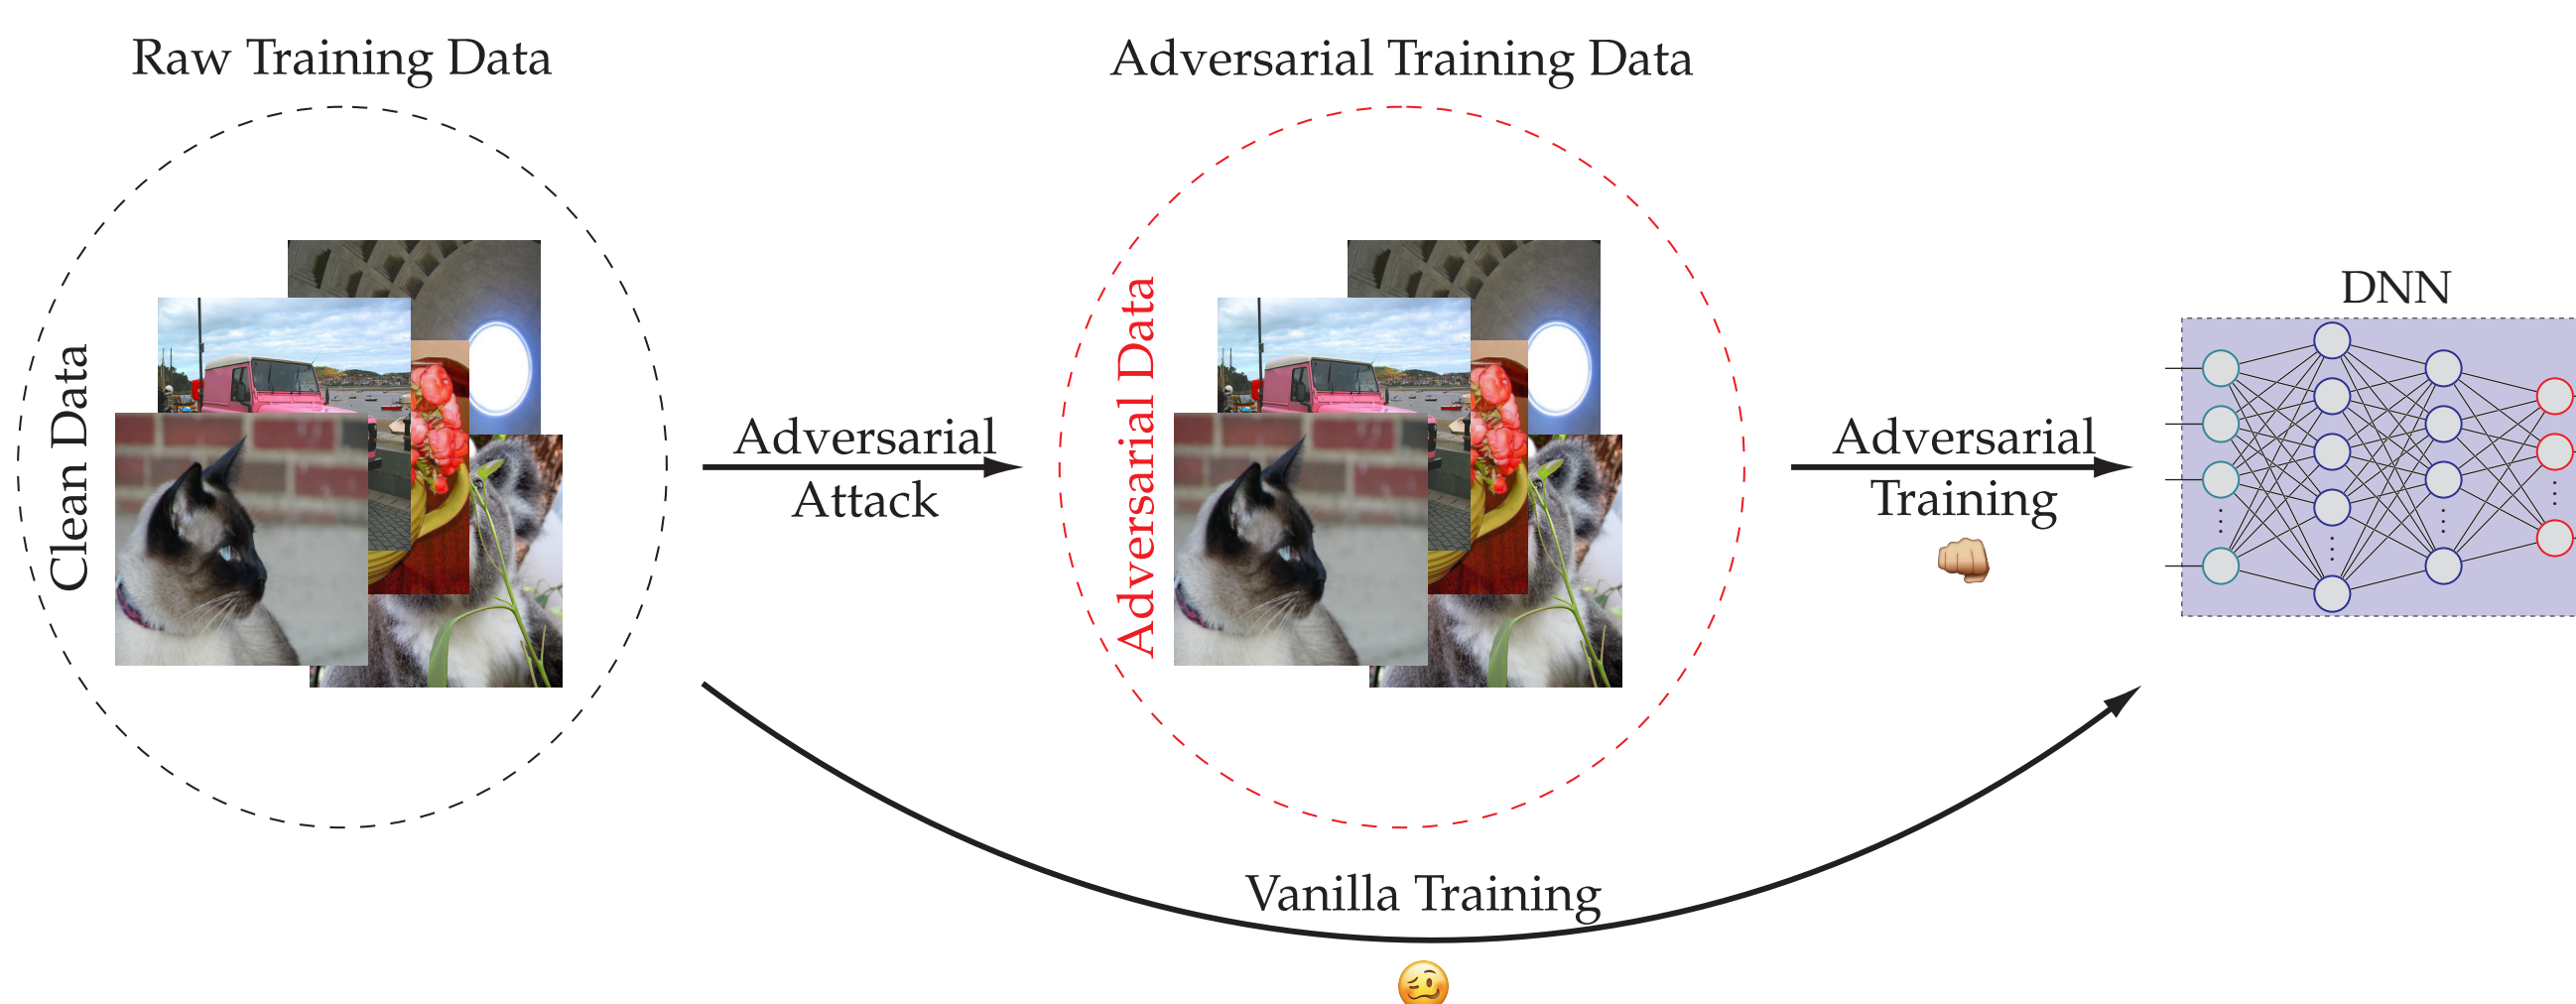 Raw Training Data
Adversarial Training Data
Clean Data
Adversarial
Attack
Adversarial Data
Adversarial
Training
DNN
Vanilla Training